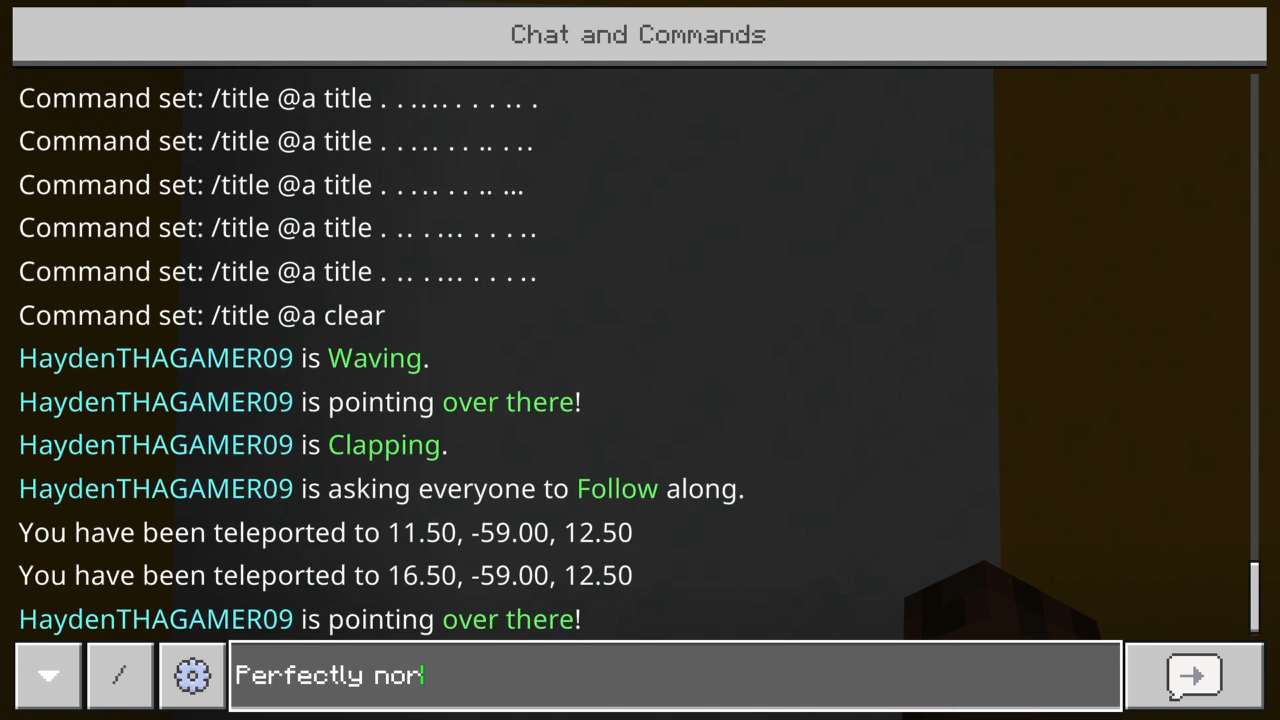 Chat and Commands
Command set: /title @a title . . ...... . . . .. .
Command set: /title @a title . . .... . . .. . ..
Command set: /title @a title . . .... . . .. ...
Command set: /title @a title . .. . ... . . . ..
Command set: /title @a title . .. . ... . . . ..
Command set: /title @a clear
HaydenTHAGAMER09 is Waving.
HaydenTHAGAMER09 is pointing over there!
HaydenTHAGAMER09 is Clapping.
HaydenTHAGAMER09 is asking everyone to Follow along.
You have been teleported to 11.50, -59.00, 12.50
You have been teleported to 16.50, -59.00, 12.50
HaydenTHAGAMER09 is pointing over there!
/ Perfectly nor